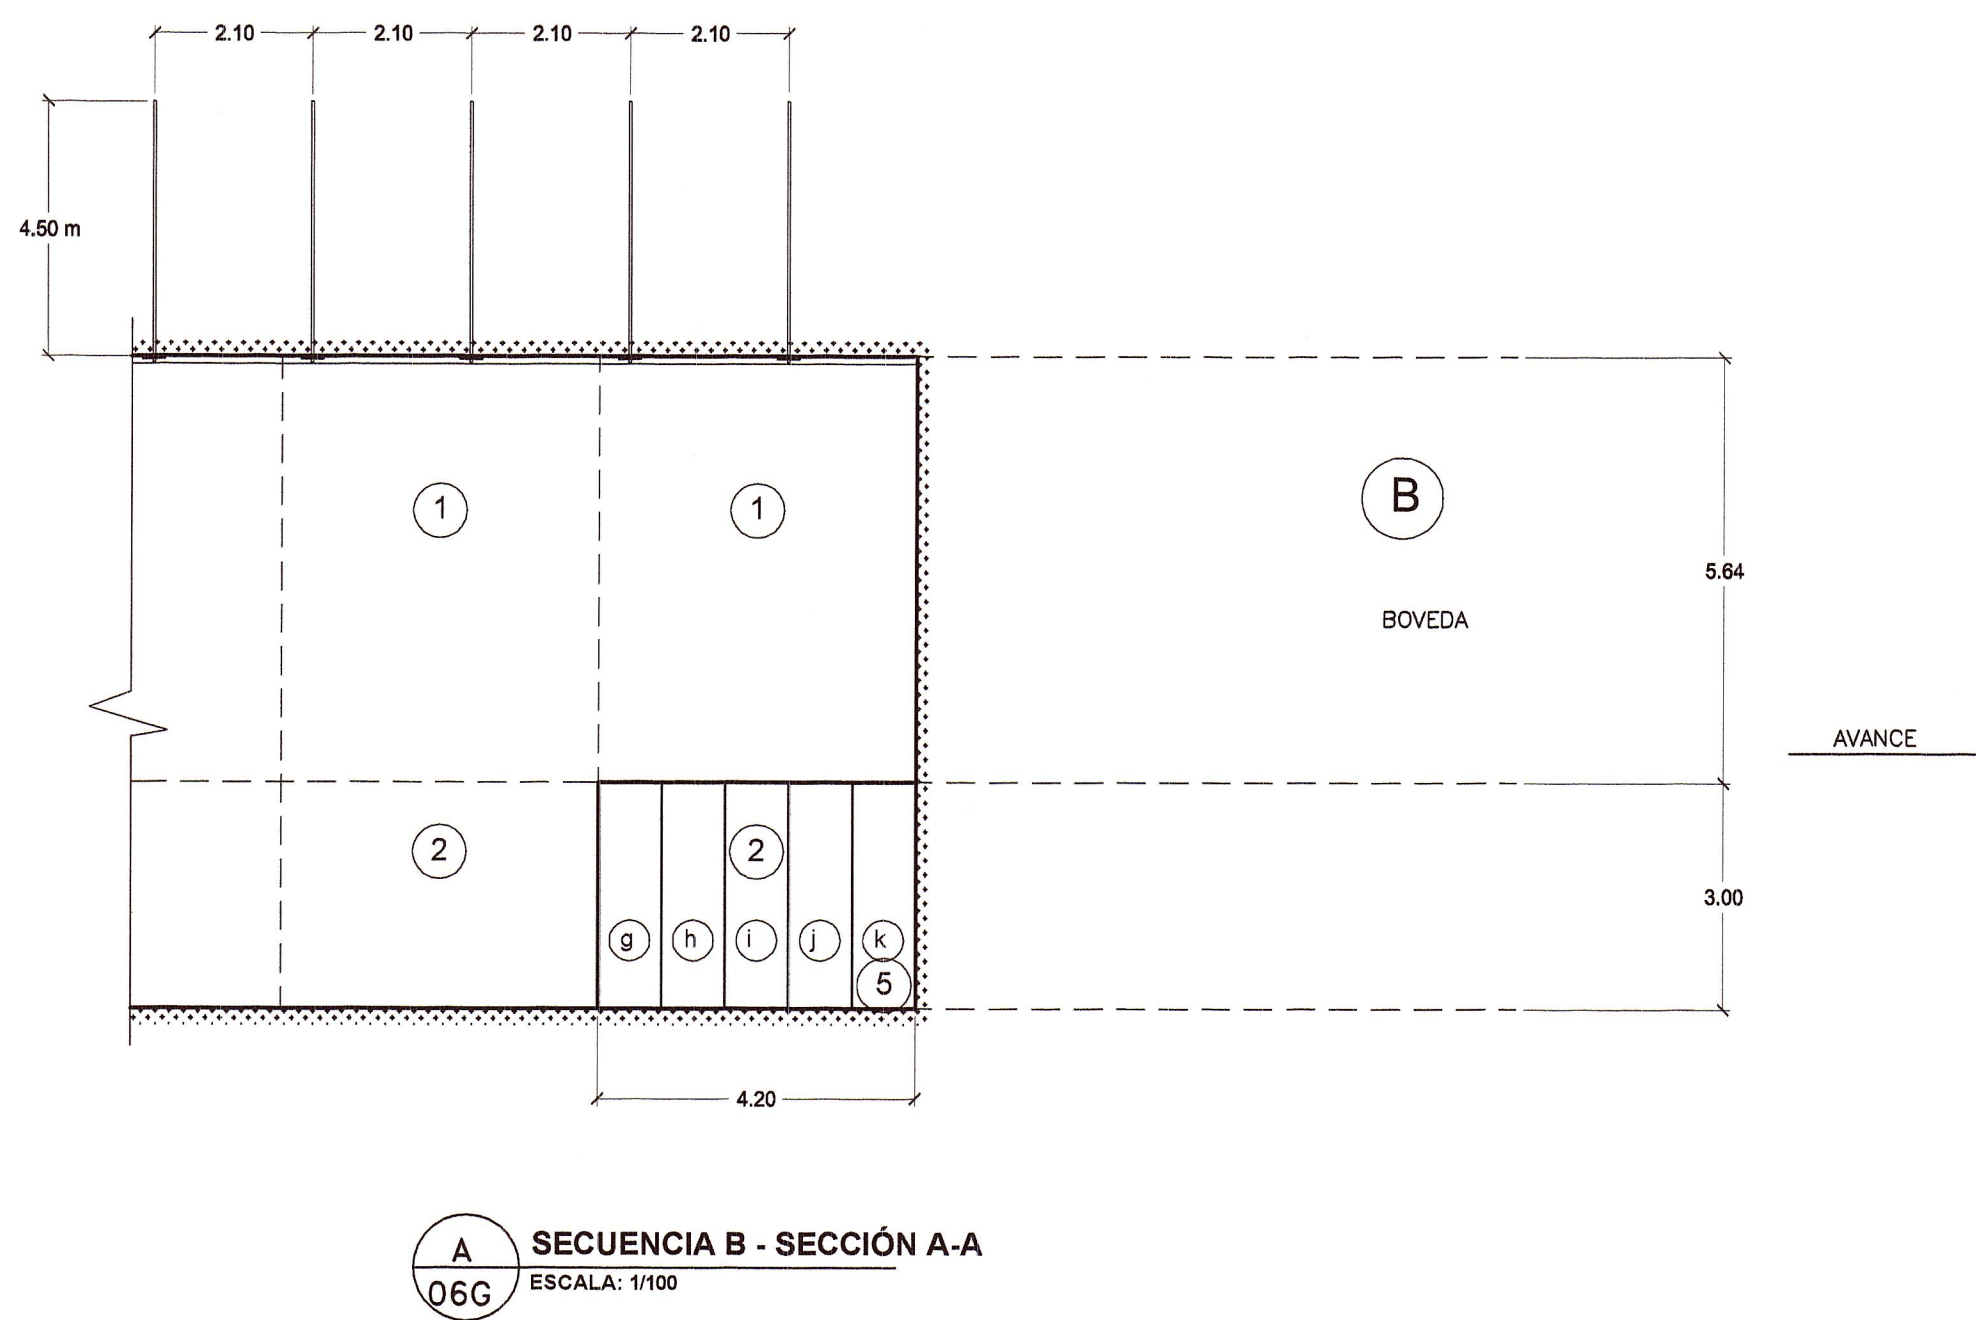 2.10 2.10 2.10 2.10
4.50 m
1 1
B
5.64
BOVEDA
AVANCE
2 2
3.00
g h i j k
5
4.20
A
06G
SECUENCIA B - SECCIÓN A-A
ESCALA: 1/100